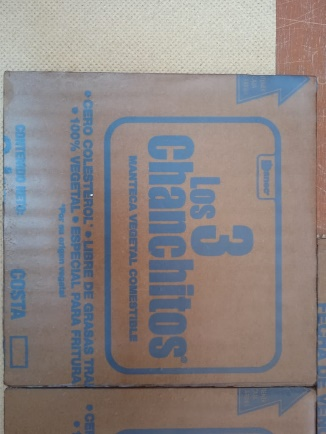 Los 3
Chanchitos®
MANTECA VEGETAL COMESTIBLE
• CERO COLESTEROL* • LIBRE DE GRASAS TRA
• 100% VEGETAL • ESPECIAL PARA FRITURA
*Por su origen vegetal
CONTENIDO NETO:
COSTA